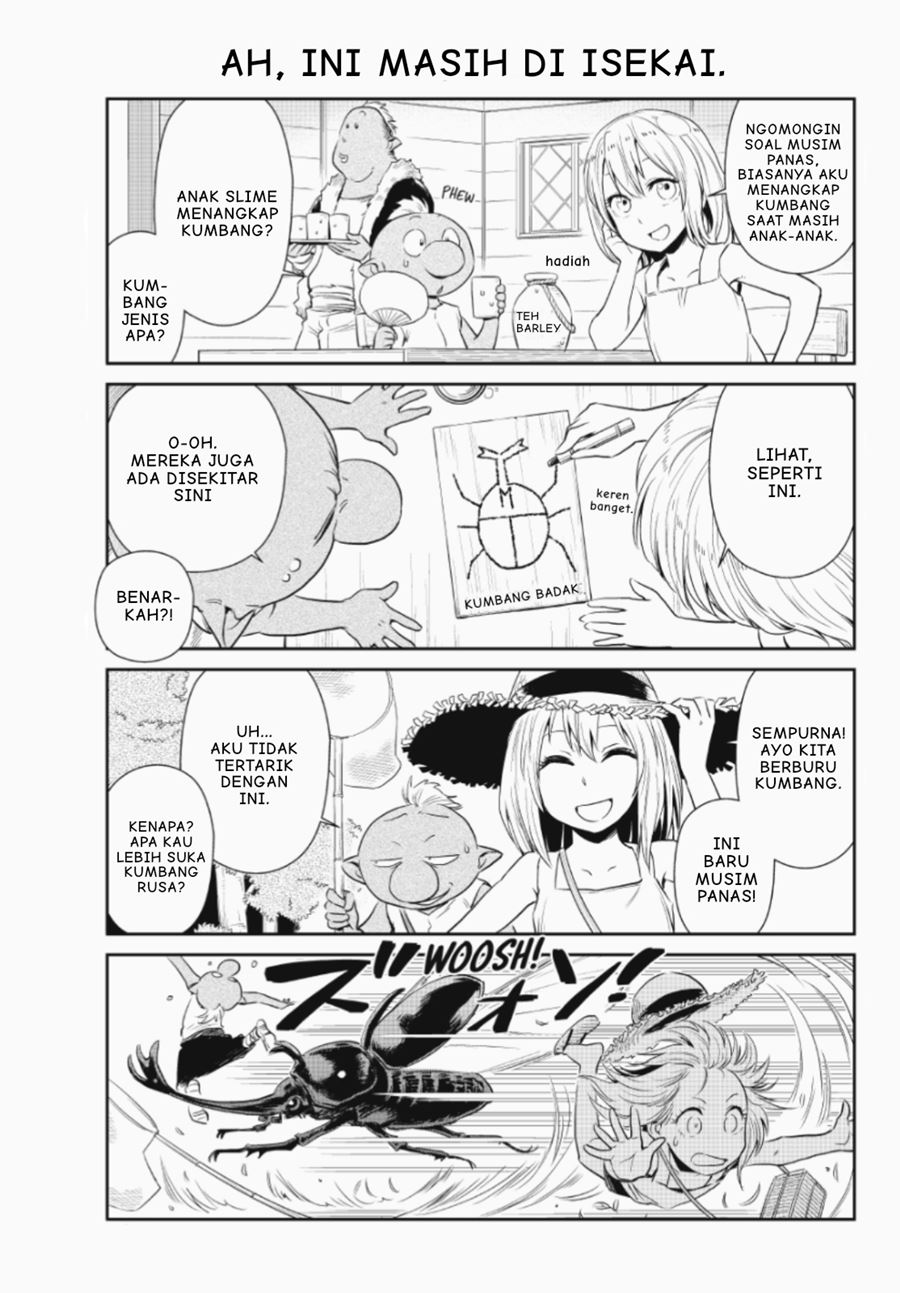 AH, INI MASIH DI ISEKAI.
NGOMONGIN
SOAL MUSIM
PANAS,
BIASANYA AKU
MENANGKAP
KUMBANG
SAAT MASIH
ANAK-ANAK.
hadiah
TEH
BARLEY
PHEW
ANAK SLIME
MENANGKAP
KUMBANG?
KUM-
BANG
JENIS
APA?
LIHAT,
SEPERTI
INI.
keren
banget.
KUMBANG BADAK
O-OH.
MEREKA JUGA
ADA DISEKITAR
SINI
BENAR-
KAH?!
SEMPURNA!
AYO KITA
BERBURU
KUMBANG.
INI
BARU
MUSIM
PANAS!
UH...
AKU TIDAK
TERTARIK
DENGAN
INI.
KENAPA?
APA KAU
LEBIH SUKA
KUMBANG
RUSA?
WOOSH!
ズオン!